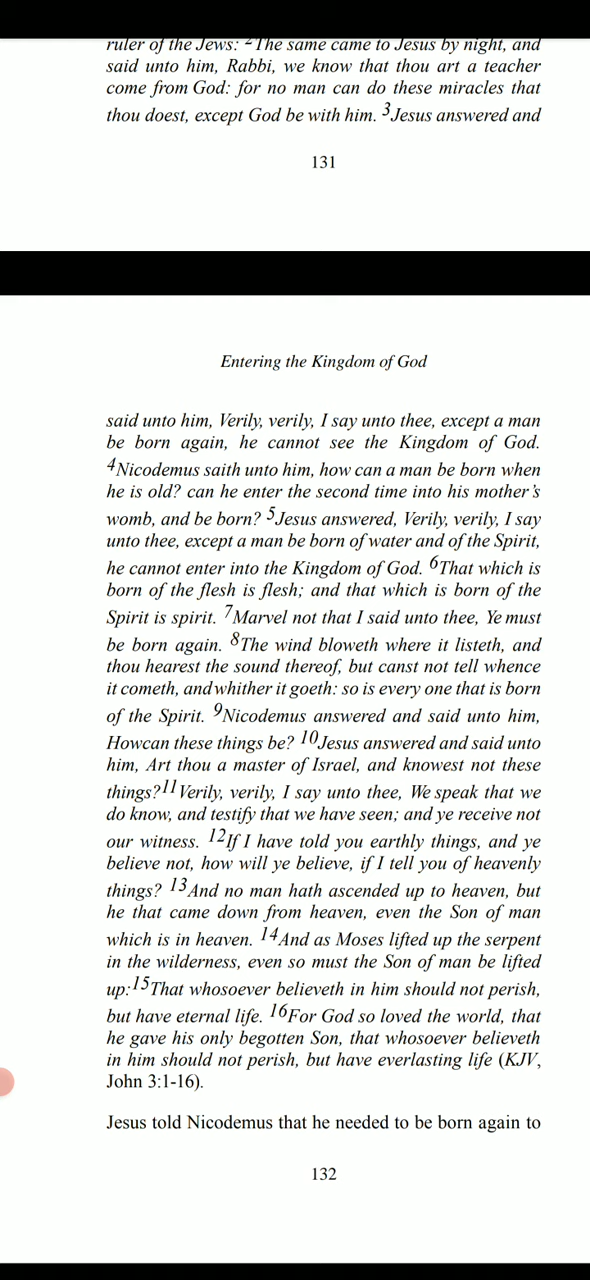 ruler of the Jews: 2The same came to Jesus by night, and
said unto him, Rabbi, we know that thou art a teacher
come from God: for no man can do these miracles that
thou doest, except God be with him. 3Jesus answered and
131
Entering the Kingdom of God
said unto him, Verily, verily, I say unto thee, except a man
be born again, he cannot see the Kingdom of God.
4Nicodemus saith unto him, how can a man be born when
he is old? can he enter the second time into his mother's
womb, and be born? 5Jesus answered, Verily, verily, I say
unto thee, except a man be born of water and of the Spirit,
he cannot enter into the Kingdom of God. 6That which is
born of the flesh is flesh; and that which is born of the
Spirit is spirit. 7Marvel not that I said unto thee, Ye must
be born again. 8The wind bloweth where it listeth, and
thou hearest the sound thereof, but canst not tell whence
it cometh, and whither it goeth: so is every one that is born
of the Spirit. 9Nicodemus answered and said unto him,
Howcan these things be? 10Jesus answered and said unto
him, Art thou a master of Israel, and knowest not these
things?11Verily, verily, I say unto thee, We speak that we
do know, and testify that we have seen; and ye receive not
our witness. 12If I have told you earthly things, and ye
believe not, how will ye believe, if I tell you of heavenly
things? 13And no man hath ascended up to heaven, but
he that came down from heaven, even the Son of man
which is in heaven. 14And as Moses lifted up the serpent
in the wilderness, even so must the Son of man be lifted
up:15That whosoever believeth in him should not perish,
but have eternal life. 16For God so loved the world, that
he gave his only begotten Son, that whosoever believeth
in him should not perish, but have everlasting life (KJV,
John 3:1-16).
Jesus told Nicodemus that he needed to be born again to
132